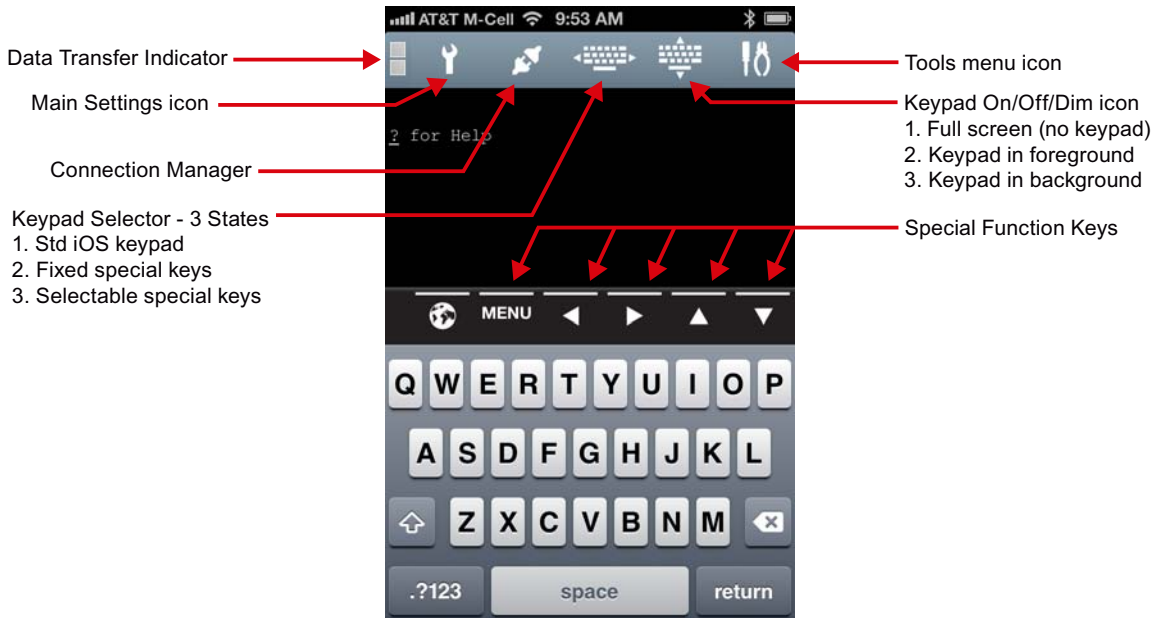 AT&T M-Cell 9:53 AM
Data Transfer Indicator
Main Settings icon
Connection Manager
Keypad Selector - 3 States
1. Std iOS keypad
2. Fixed special keys
3. Selectable special keys
Tools menu icon
Keypad On/Off/Dim icon
1. Full screen (no keypad)
2. Keypad in foreground
3. Keypad in background
Special Function Keys
? for Help
MENU
Q W E R T Y U I O P
A S D F G H J K L
Z X C V B N M
.?123 space return